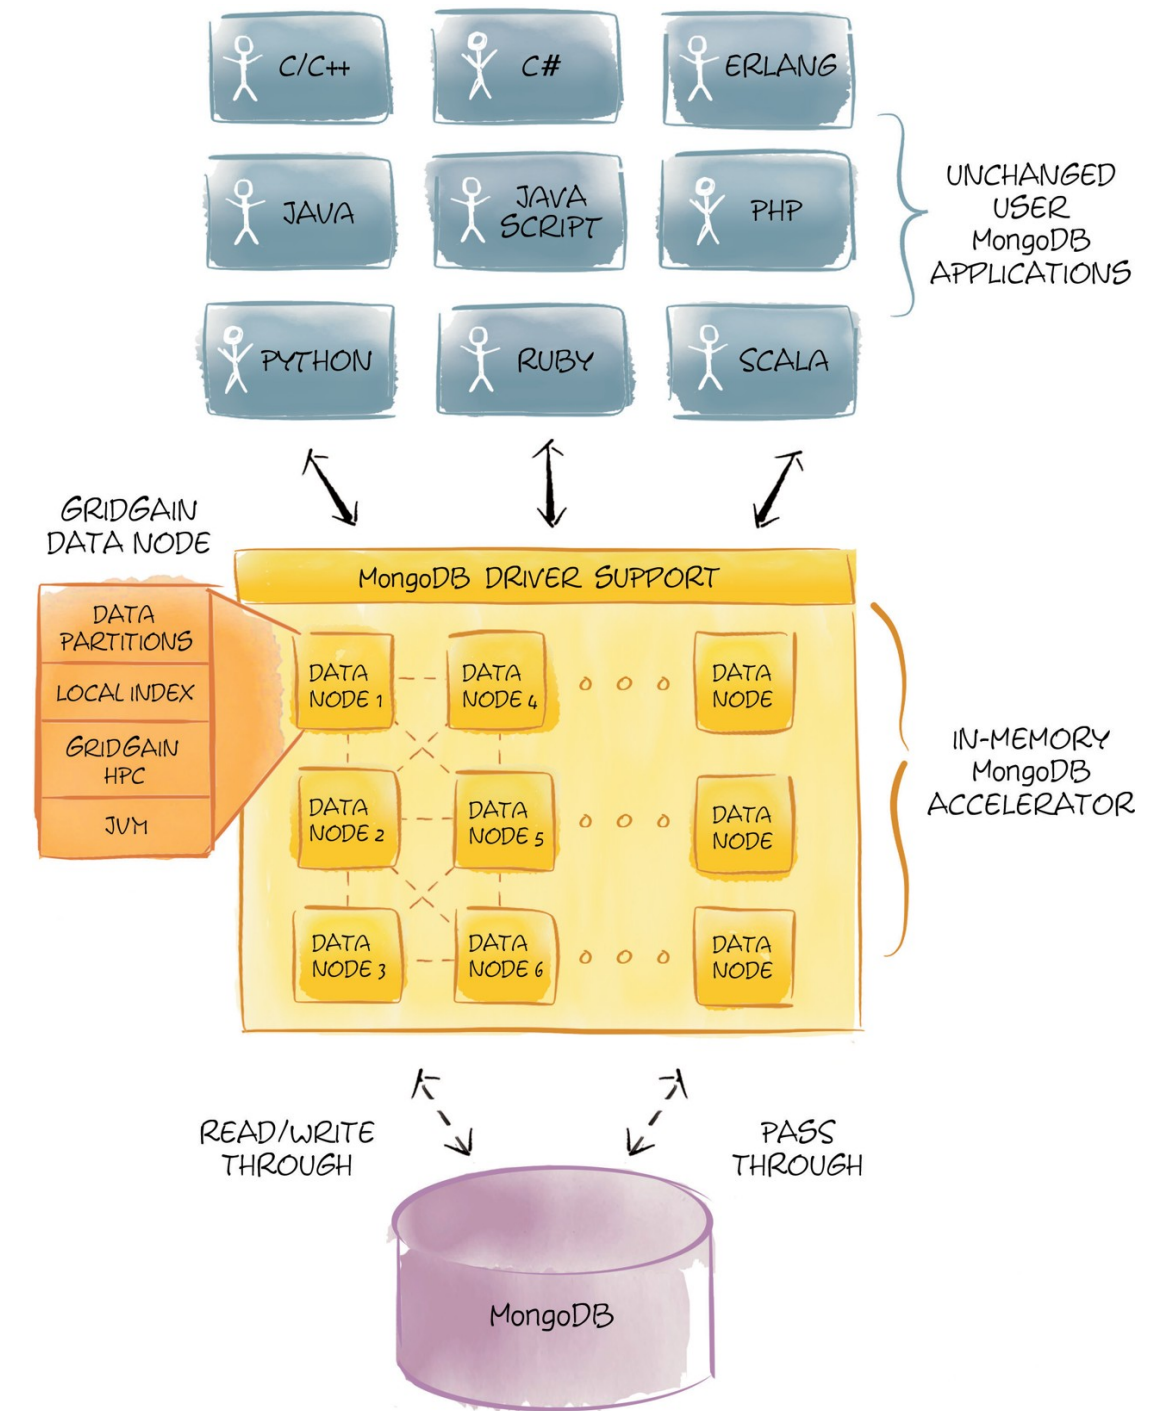 C/C++
C#
ERLANG
JAVA
JAVA
SCRIPT
PHP
PYTHON
RUBY
SCALA
UNCHANGED
USER
MongoDB
APPLICATIONS
GRIDGAIN
DATA NODE
DATA
PARTITIONS
LOCAL INDEX
GRIDGAIN
HPC
JVM
MongoDB DRIVER SUPPORT
DATA
NODE 1
DATA
NODE 4
DATA
NODE
DATA
NODE 2
DATA
NODE 5
DATA
NODE
DATA
NODE 3
DATA
NODE 6
DATA
NODE
IN-MEMORY
MongoDB
ACCELERATOR
READ/WRITE
THROUGH
PASS
THROUGH
MongoDB